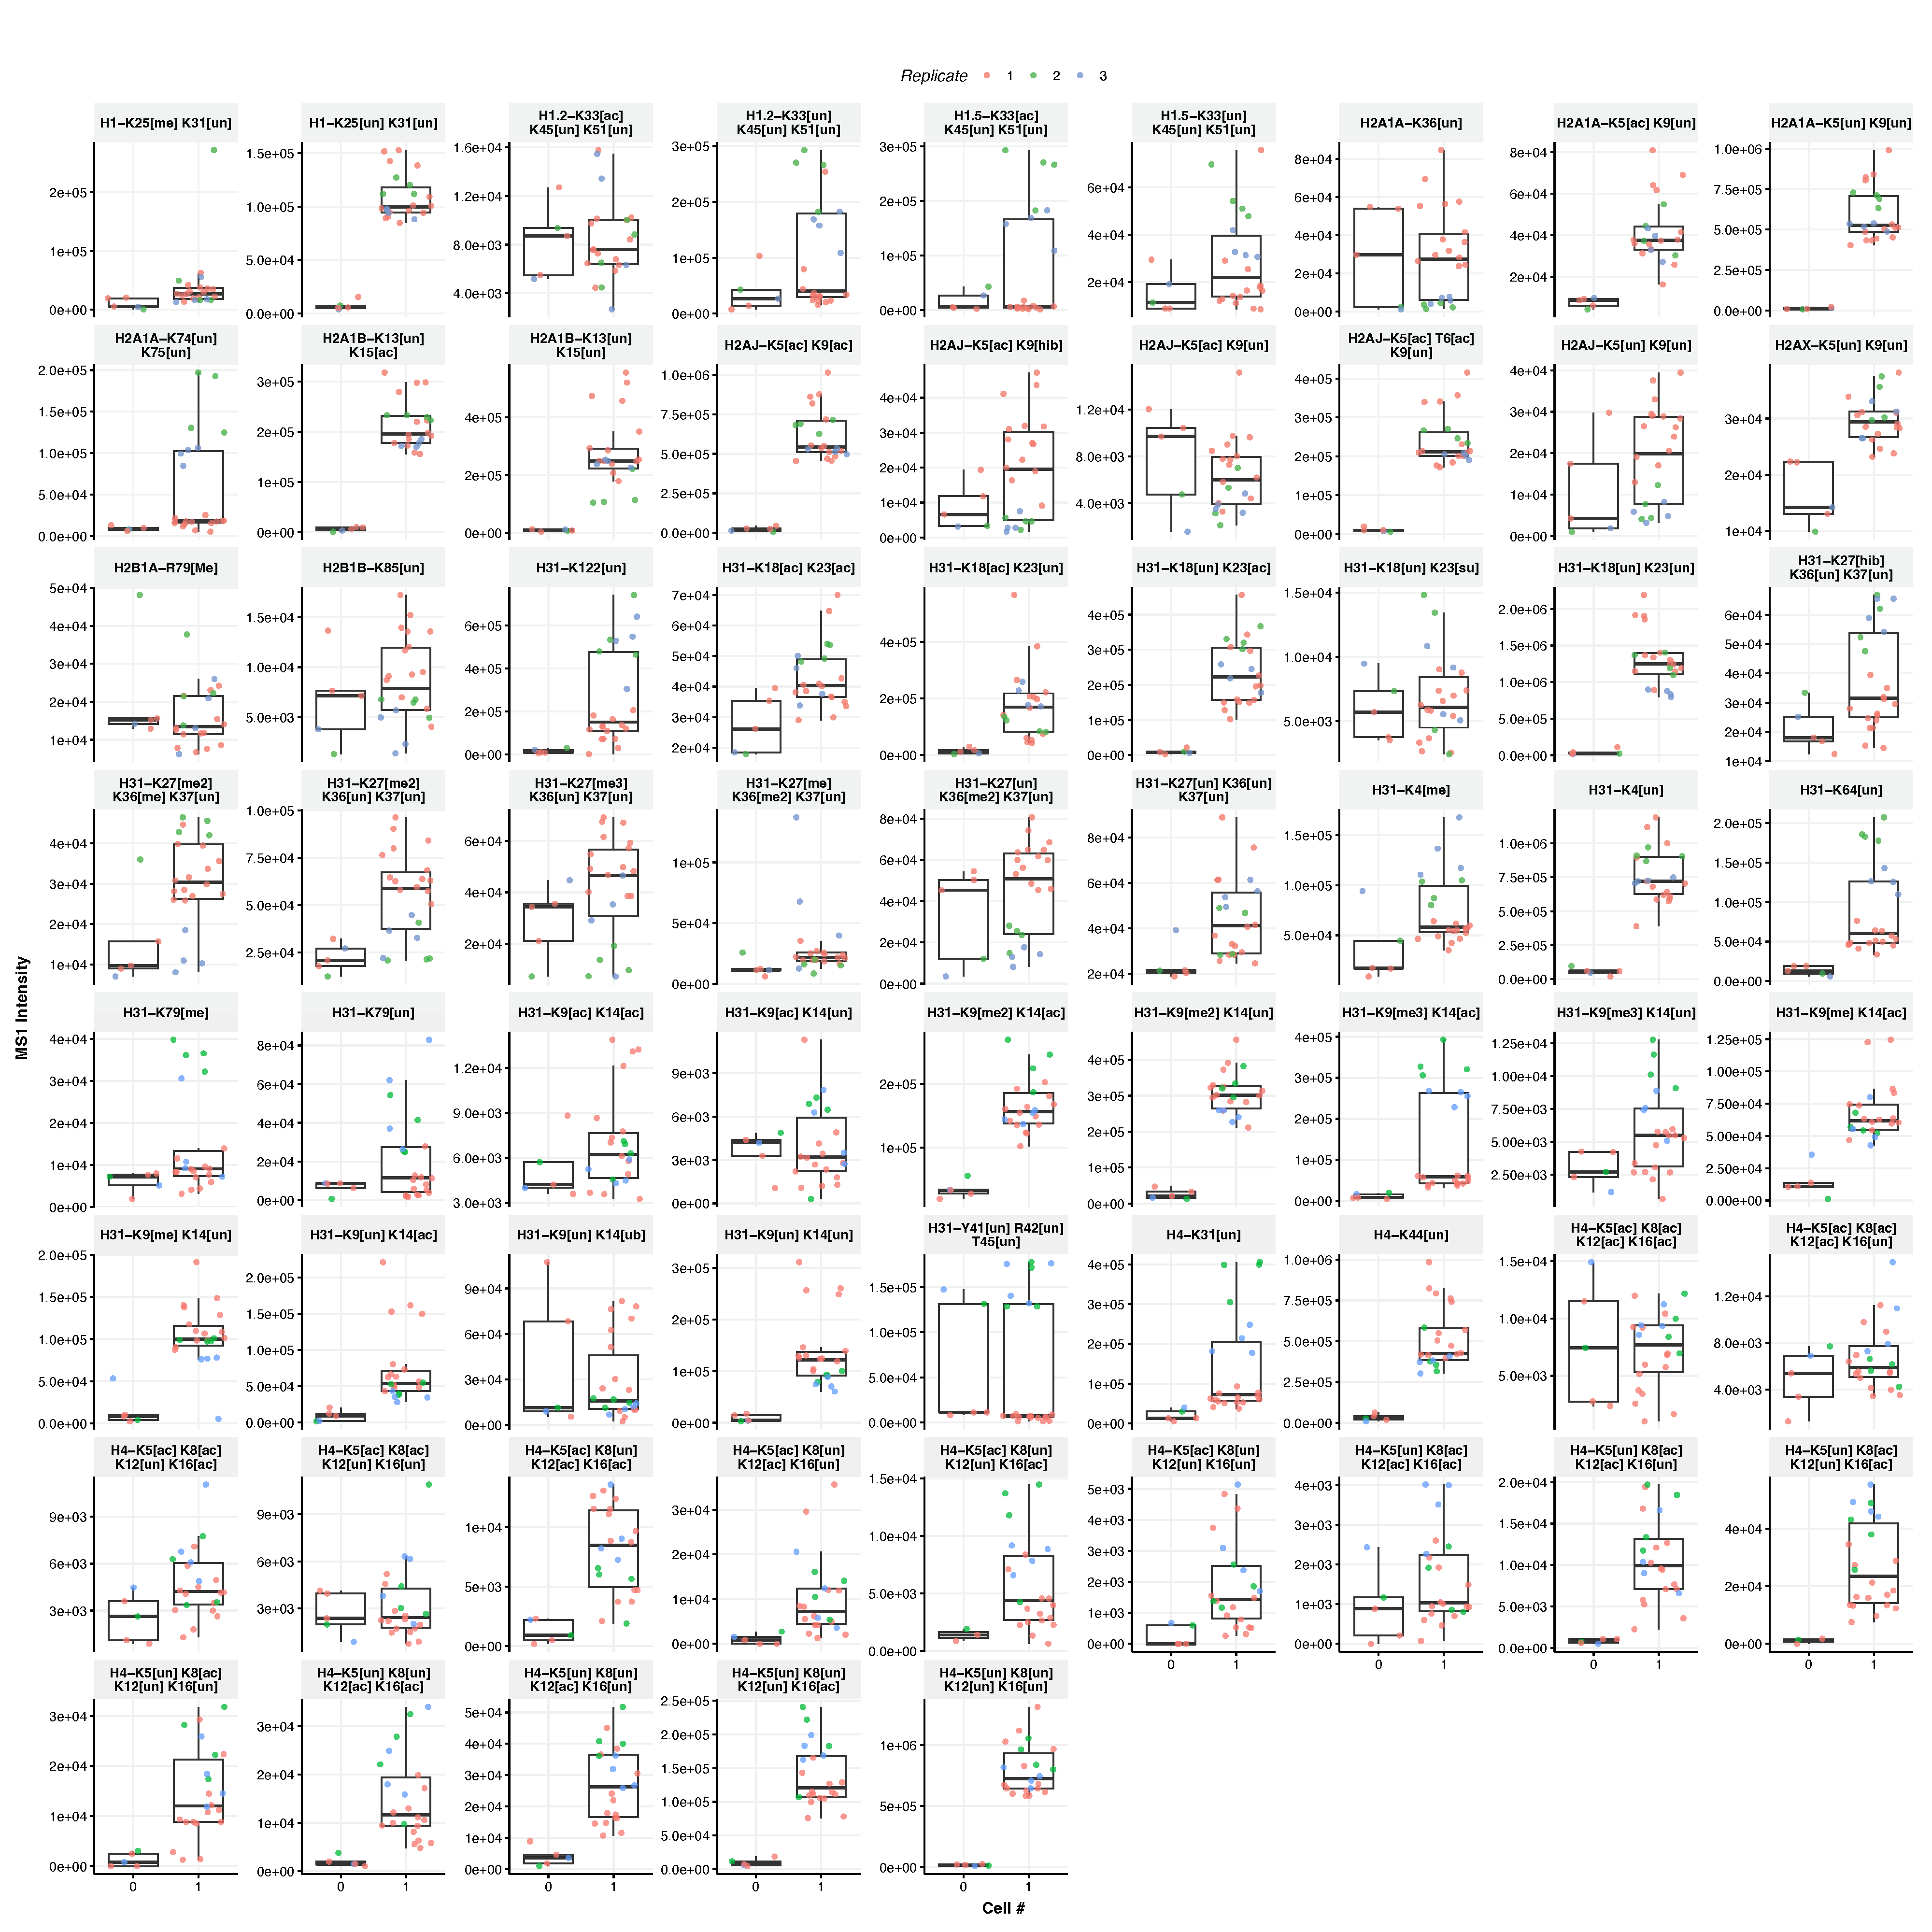 Replicate 1 2 3
H1−K25[me] K31[un]
H1−K25[un] K31[un]
H1.2−K33[ac]
K45[un] K51[un]
H1.2−K33[un]
K45[un] K51[un]
H1.5−K33[ac]
K45[un] K51[un]
H1.5−K33[un]
K45[un] K51[un]
H2A1A−K36[un]
H2A1A−K5[ac] K9[un]
H2A1A−K5[un] K9[un]
0e+00 1e+05 2e+05
0.0e+00 5.0e+04 1.0e+05 1.5e+05
4.0e+03 8.0e+03 1.2e+04 1.6e+04
0e+00 1e+05 2e+05 3e+05
0e+00 1e+05 2e+05 3e+05
2e+04 4e+04 6e+04
0e+00 2e+04 4e+04 6e+04 8e+04
2e+04 4e+04 6e+04 8e+04
0.0e+00 2.5e+05 5.0e+05 7.5e+05 1.0e+06
H2A1A−K74[un]
K75[un]
H2A1B−K13[un]
K15[ac]
H2A1B−K13[un]
K15[un]
H2AJ−K5[ac] K9[ac]
H2AJ−K5[ac] K9[hib]
H2AJ−K5[ac] K9[un]
H2AJ−K5[ac] T6[ac]
K9[un]
H2AJ−K5[un] K9[un]
H2AX−K5[un] K9[un]
0.0e+00 5.0e+04 1.0e+05 1.5e+05 2.0e+05
0e+00 1e+05 2e+05 3e+05
0e+00 2e+05 4e+05
0.0e+00 2.5e+05 5.0e+05 7.5e+05 1.0e+06
0e+00 1e+04 2e+04 3e+04 4e+04
4.0e+03 8.0e+03 1.2e+04
0e+00 1e+05 2e+05 3e+05 4e+05
0e+00 1e+04 2e+04 3e+04 4e+04
1e+04 2e+04 3e+04
H2B1A−R79[Me]
H2B1B−K85[un]
H31−K122[un]
H31−K18[ac] K23[ac]
H31−K18[ac] K23[un]
H31−K18[un] K23[ac]
H31−K18[un] K23[su]
H31−K18[un] K23[un]
H31−K27[hib]
K36[un] K37[un]
1e+04 2e+04 3e+04 4e+04 5e+04
5.0e+03 1.0e+04 1.5e+04
0e+00 2e+05 4e+05 6e+05
2e+04 3e+04 4e+04 5e+04 6e+04 7e+04
0e+00 2e+05 4e+05
0e+00 1e+05 2e+05 3e+05 4e+05
5.0e+03 1.0e+04 1.5e+04
0.0e+00 5.0e+05 1.0e+06 1.5e+06 2.0e+06
1e+04 2e+04 3e+04 4e+04 5e+04 6e+04
H31−K27[me2]
K36[me] K37[un]
H31−K27[me2]
K36[un] K37[un]
H31−K27[me3]
K36[un] K37[un]
H31−K27[me]
K36[me2] K37[un]
H31−K27[un]
K36[me2] K37[un]
H31−K27[un] K36[un]
K37[un]
H31−K4[me]
H31−K4[un]
H31−K64[un]
1e+04 2e+04 3e+04 4e+04
2.5e+04 5.0e+04 7.5e+04 1.0e+05
2e+04 4e+04 6e+04
0e+00 5e+04 1e+05
0e+00 2e+04 4e+04 6e+04 8e+04
2e+04 4e+04 6e+04 8e+04
5.0e+04 1.0e+05 1.5e+05
0.0e+00 2.5e+05 5.0e+05 7.5e+05 1.0e+06
0.0e+00 5.0e+04 1.0e+05 1.5e+05 2.0e+05
MS1 Intensity
H31−K79[me]
H31−K79[un]
H31−K9[ac] K14[ac]
H31−K9[ac] K14[un]
H31−K9[me2] K14[ac]
H31−K9[me2] K14[un]
H31−K9[me3] K14[ac]
H31−K9[me3] K14[un]
H31−K9[me] K14[ac]
0e+00 1e+04 2e+04 3e+04 4e+04
0e+00 2e+04 4e+04 6e+04 8e+04
3.0e+03 6.0e+03 9.0e+03 1.2e+04
0e+00 3e+03 6e+03 9e+03
1e+05 2e+05
0e+00 1e+05 2e+05 3e+05 4e+05
0e+00 1e+05 2e+05 3e+05 4e+05
2.50e+03 5.00e+03 7.50e+03 1.00e+04 1.25e+04
0.00e+00 2.50e+04 5.00e+04 7.50e+04 1.00e+05 1.25e+05
H31−K9[me] K14[un]
H31−K9[un] K14[ac]
H31−K9[un] K14[ub]
H31−K9[un] K14[un]
H31−Y41[un] R42[un]
T45[un]
H4−K31[un]
H4−K44[un]
H4−K5[ac] K8[ac]
K12[ac] K16[ac]
H4−K5[ac] K8[ac]
K12[ac] K16[un]
0.0e+00 5.0e+04 1.0e+05 1.5e+05 2.0e+05
0.0e+00 5.0e+04 1.0e+05 1.5e+05 2.0e+05
0e+00 3e+04 6e+04 9e+04
0e+00 1e+05 2e+05 3e+05
0.0e+00 5.0e+04 1.0e+05 1.5e+05
0e+00 1e+05 2e+05 3e+05 4e+05
0.0e+00 2.5e+05 5.0e+05 7.5e+05 1.0e+06
5.0e+03 1.0e+04 1.5e+04
4.0e+03 8.0e+03 1.2e+04
H4−K5[ac] K8[ac]
K12[un] K16[ac]
H4−K5[ac] K8[ac]
K12[un] K16[un]
H4−K5[ac] K8[un]
K12[ac] K16[ac]
H4−K5[ac] K8[un]
K12[ac] K16[un]
H4−K5[ac] K8[un]
K12[un] K16[ac]
H4−K5[ac] K8[un]
K12[un] K16[un]
H4−K5[un] K8[ac]
K12[ac] K16[ac]
H4−K5[un] K8[ac]
K12[ac] K16[un]
H4−K5[un] K8[ac]
K12[un] K16[ac]
3e+03 6e+03 9e+03
3e+03 6e+03 9e+03
0e+00 5e+03 1e+04
0e+00 1e+04 2e+04 3e+04
0.0e+00 5.0e+03 1.0e+04 1.5e+04
0e+00 1e+03 2e+03 3e+03 4e+03 5e+03
0e+00 1e+03 2e+03 3e+03 4e+03
0.0e+00 5.0e+03 1.0e+04 1.5e+04 2.0e+04
0e+00 2e+04 4e+04
0 1 0 1 0 1 0 1
H4−K5[un] K8[ac]
K12[un] K16[un]
H4−K5[un] K8[un]
K12[ac] K16[ac]
H4−K5[un] K8[un]
K12[ac] K16[un]
H4−K5[un] K8[un]
K12[un] K16[ac]
H4−K5[un] K8[un]
K12[un] K16[un]
0e+00 1e+04 2e+04 3e+04
0e+00 1e+04 2e+04 3e+04
0e+00 1e+04 2e+04 3e+04 4e+04 5e+04
0.0e+00 5.0e+04 1.0e+05 1.5e+05 2.0e+05 2.5e+05
0e+00 5e+05 1e+06
0 1 0 1 0 1 0 1 0 1
Cell #